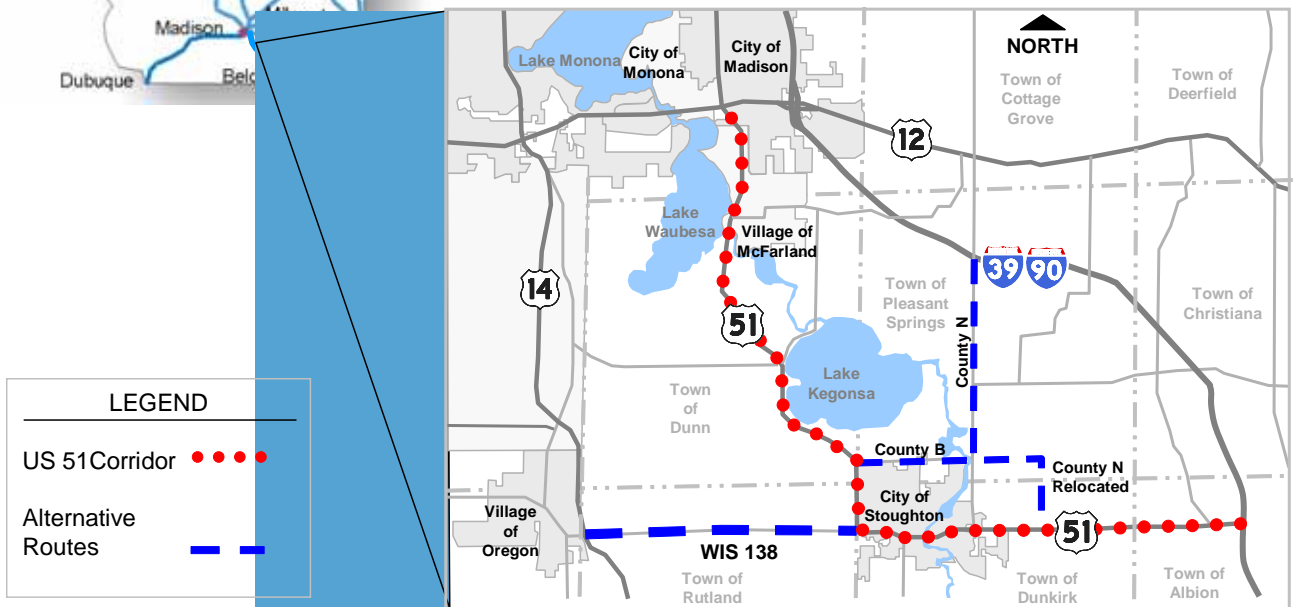 Madison
Dubuque
LEGEND
US 51Corridor
Alternative
Routes
Lake Monona
City of
Monona
City of
Madison
NORTH
Town of
Cottage
Grove
Town of
Deerfield
12
Lake
Waubesa
Village of
McFarland
14
39
90
Town of
Pleasant
Springs
Town of
Christiana
51
County N
Lake
Kegonsa
Town
of
Dunn
County B
County N
Relocated
City of
Stoughton
Village
of
Oregon
WIS 138
51
Town of
Rutland
Town of
Dunkirk
Town of
Albion